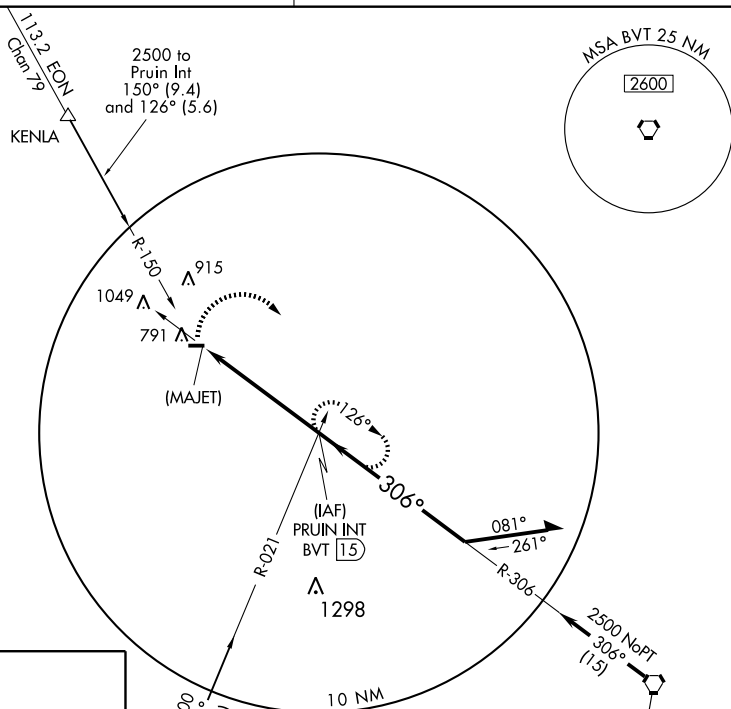 113.2 EON
Chan 79
KENLA
2500 to
Pruin Int
150° (9.4)
and 126° (5.6)
MSA BVT 25 NM
2600
R-150
915
1049
791
(MAJET)
126°
306°
(IAF)
PRUIN INT
BVT 15
081°
261°
R-021
R-306
1298
2500 NoPT
306°
(15)
10 NM